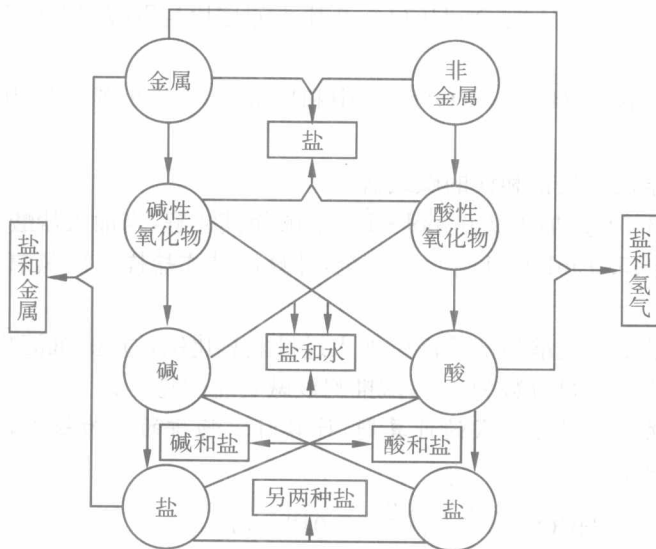 金属
非
金属
盐
碱性
氧化物
酸性
氧化物
盐和金属
盐和氢气
碱
盐和水
酸
碱和盐
酸和盐
盐
另两种盐
盐